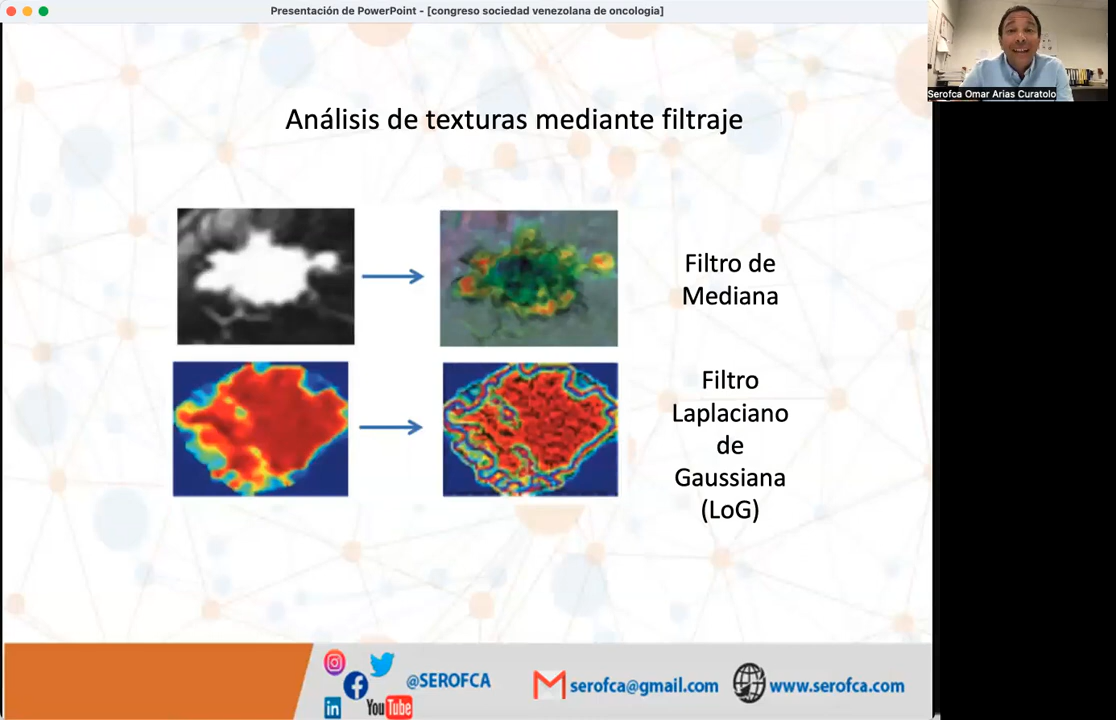 Presentación de PowerPoint - [congreso sociedad venezolana de oncologia]
Serofca Omar Arias Curatolo
Análisis de texturas mediante filtraje
Filtro de
Mediana
Filtro
Laplaciano
de
Gaussiana
(LoG)
@SEROFCA
in
YouTube
serofca@gmail.com
www.serofca.com